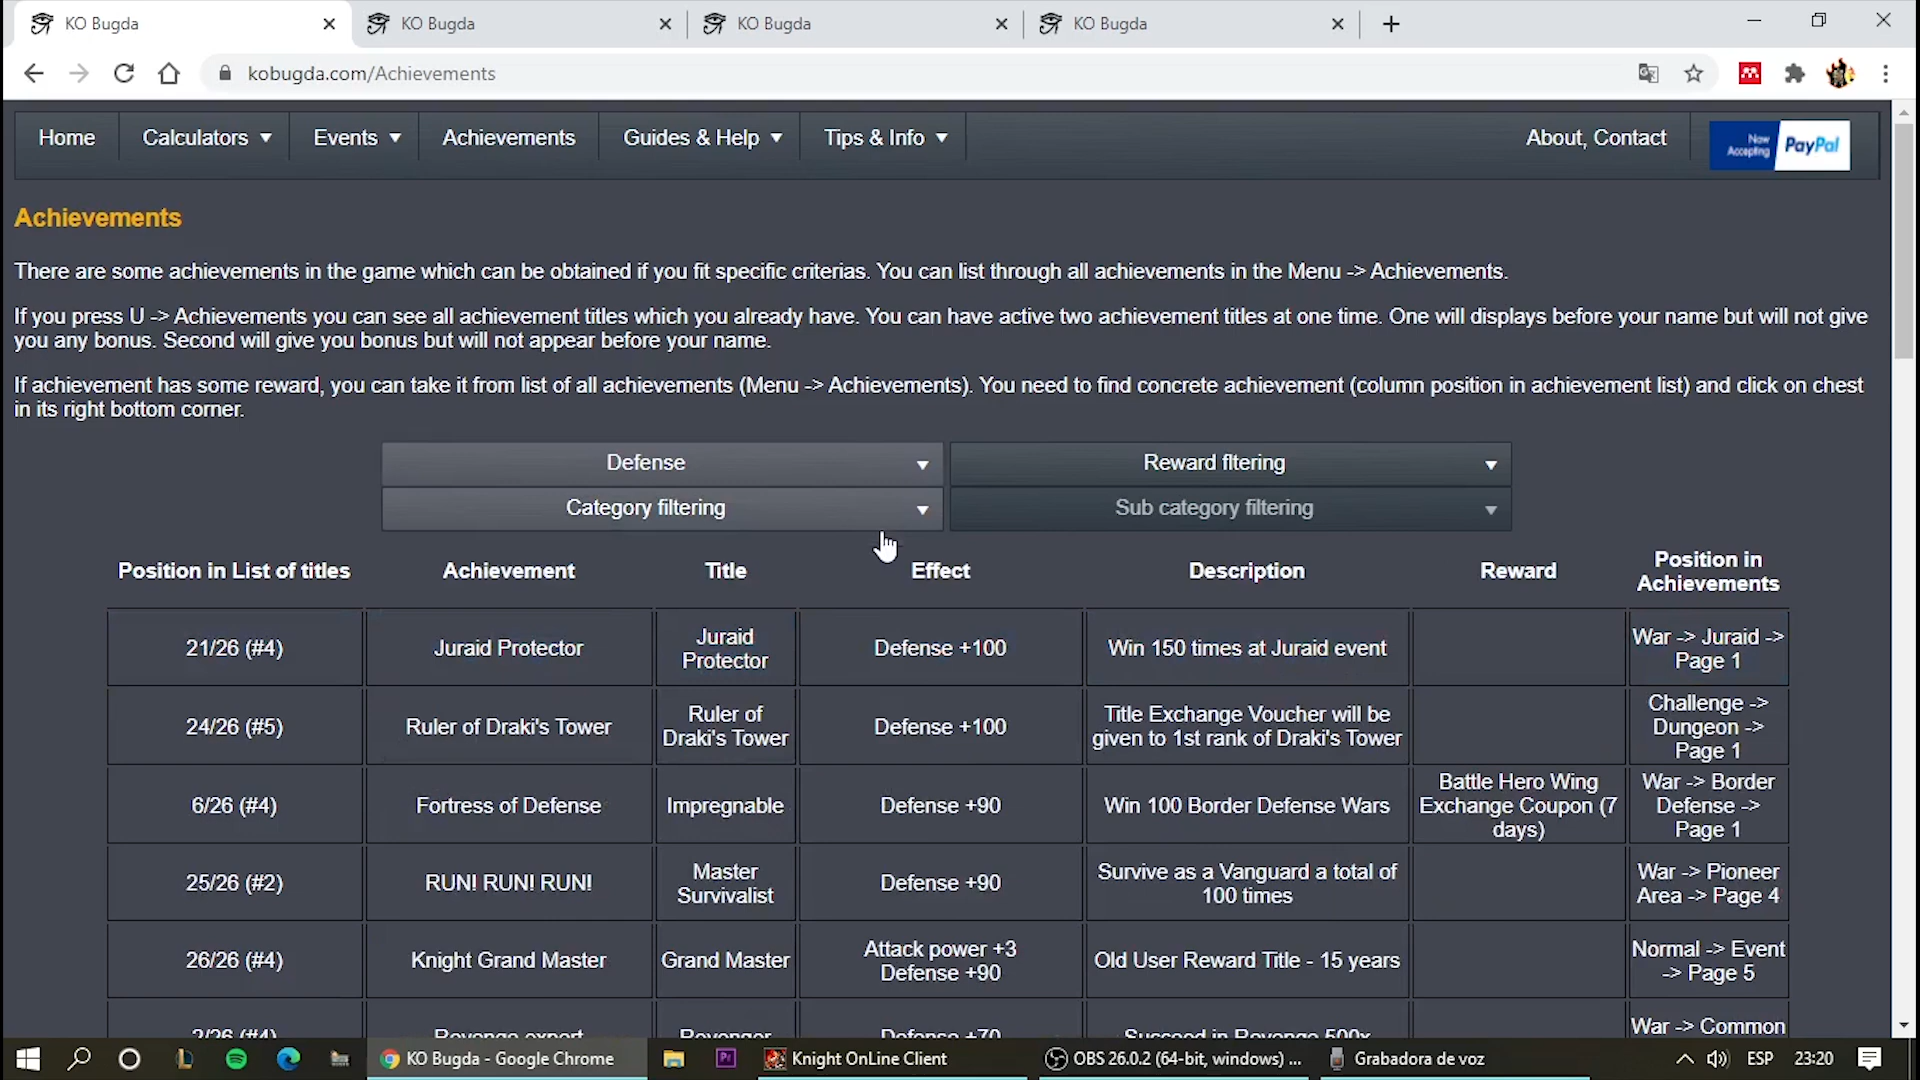 KO Bugda
KO Bugda
KO Bugda
KO Bugda
kobugda.com/Achievements
Home
Calculators
Events
Achievements
Guides & Help
Tips & Info
About, Contact
Now Accepting
PayPal
Achievements
There are some achievements in the game which can be obtained if you fit specific criterias. You can list through all achievements in the Menu -> Achievements.
If you press U -> Achievements you can see all achievement titles which you already have. You can have active two achievement titles at one time. One will displays before your name but will not give
you any bonus. Second will give you bonus but will not appear before your name.
If achievement has some reward, you can take it from list of all achievements (Menu -> Achievements). You need to find concrete achievement (column position in achievement list) and click on chest
in its right bottom corner.
Defense
Reward fltering
Category filtering
Sub category filtering
Position in List of titles
Achievement
Title
Effect
Description
Reward
Position in
Achievements
21/26 (#4)
Juraid Protector
Juraid
Protector
Defense +100
Win 150 times at Juraid event
War -> Juraid ->
Page 1
24/26 (#5)
Ruler of Draki's Tower
Ruler of
Draki's Tower
Defense +100
Title Exchange Voucher will be
given to 1st rank of Draki's Tower
Challenge ->
Dungeon ->
Page 1
6/26 (#4)
Fortress of Defense
Impregnable
Defense +90
Win 100 Border Defense Wars
Battle Hero Wing
Exchange Coupon (7
days)
War -> Border
Defense ->
Page 1
25/26 (#2)
RUN! RUN! RUN!
Master
Survivalist
Defense +90
Survive as a Vanguard a total of
100 times
War -> Pioneer
Area -> Page 4
26/26 (#4)
Knight Grand Master
Grand Master
Attack power +3
Defense +90
Old User Reward Title - 15 years
Normal -> Event
-> Page 5
2/26 (#4)
Revenge expert
Revenger
Defense +70
Succeed in Revenge 500x
War -> Common
KO Bugda - Google Chrome
Pr
Knight OnLine Client
OBS 26.0.2 (64-bit, windows) ...
Grabadora de voz
ESP
23:20